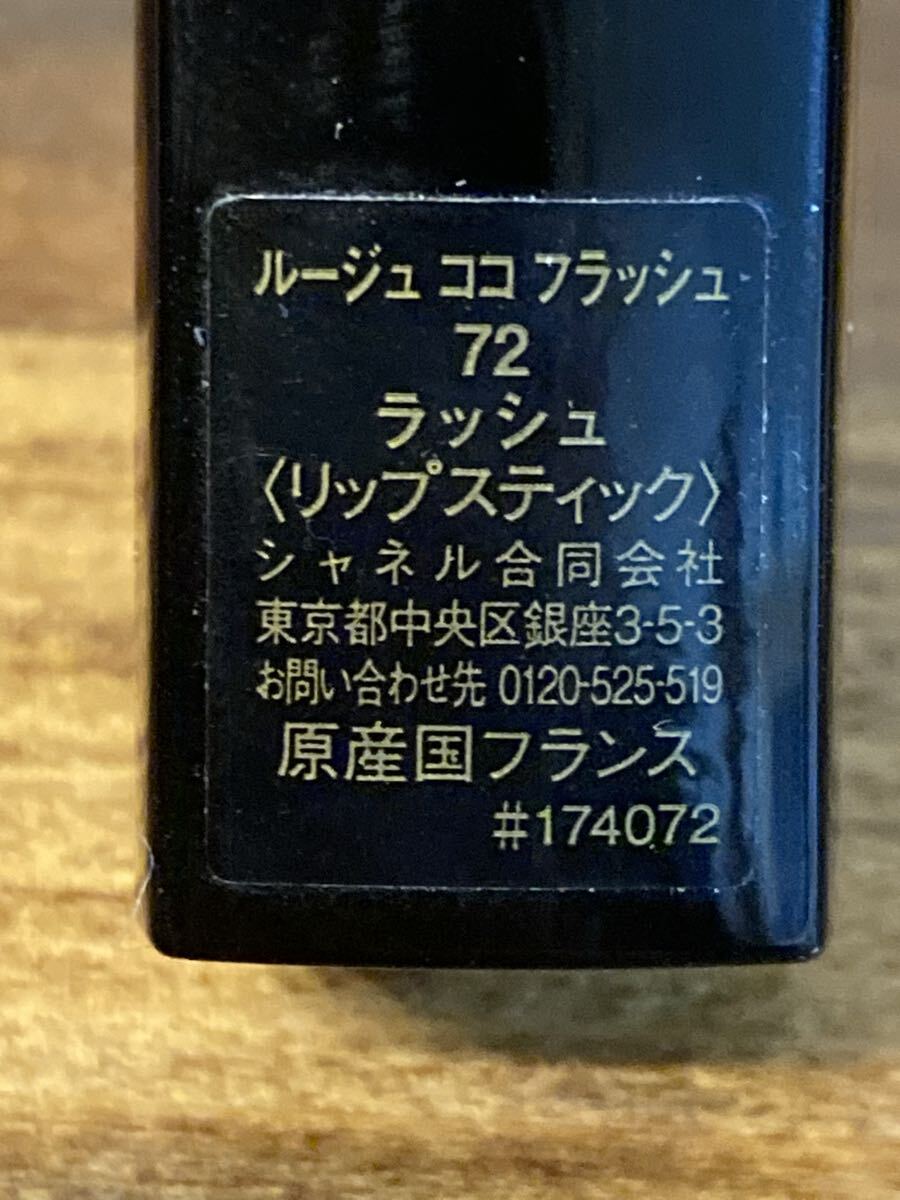 ルージュ ココ フラッシュ
72
ラッシュ
〈リップスティック〉
シャネル合同会社
東京都中央区銀座3-5-3
お問い合わせ先 0120-525-519
原産国フランス
#174072